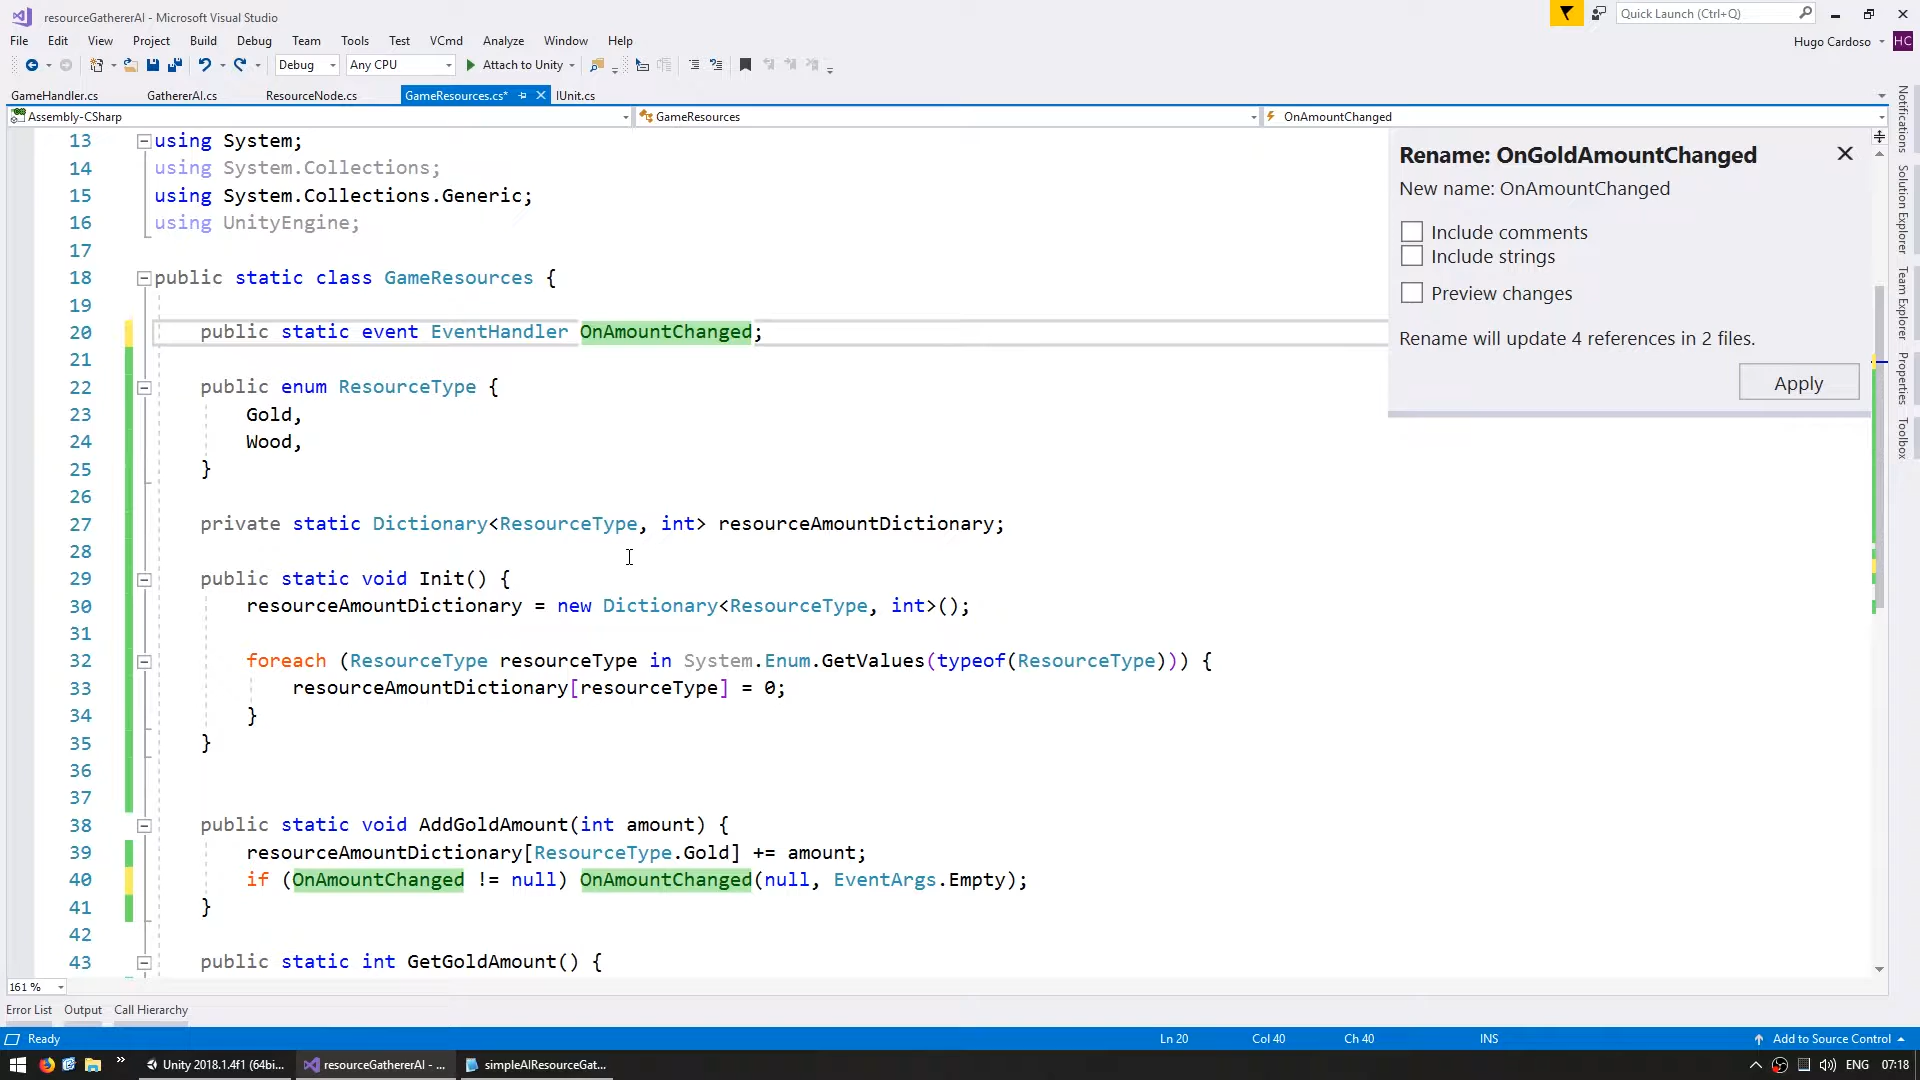 resourceGathererAI - Microsoft Visual Studio
Quick Launch (Ctrl+Q)
File Edit View Project Build Debug Team Tools Test VCmd Analyze Window Help
Hugo Cardoso HC
Debug Any CPU Attach to Unity
GameHandler.cs GathererAI.cs ResourceNode.cs GameResources.cs* IUnit.cs
Assembly-CSharp GameResources OnAmountChanged
13 using System;
14 using System.Collections;
15 using System.Collections.Generic;
16 using UnityEngine;
17
18 public static class GameResources {
19
20 public static event EventHandler OnAmountChanged;
21
22 public enum ResourceType {
23 Gold,
24 Wood,
25 }
26
27 private static Dictionary<ResourceType, int> resourceAmountDictionary;
28
29 public static void Init() {
30 resourceAmountDictionary = new Dictionary<ResourceType, int>();
31
32 foreach (ResourceType resourceType in System.Enum.GetValues(typeof(ResourceType))) {
33 resourceAmountDictionary[resourceType] = 0;
34 }
35 }
36
37
38 public static void AddGoldAmount(int amount) {
39 resourceAmountDictionary[ResourceType.Gold] += amount;
40 if (OnAmountChanged != null) OnAmountChanged(null, EventArgs.Empty);
41 }
42
43 public static int GetGoldAmount() {
Rename: OnGoldAmountChanged
New name: OnAmountChanged
Include comments
Include strings
Preview changes
Rename will update 4 references in 2 files.
Apply
Notifications
Solution Explorer
Team Explorer
Properties
Toolbox
161 %
Error List Output Call Hierarchy
Ready Ln 20 Col 40 Ch 40 INS Add to Source Control
Unity 2018.1.4f1 (64bi... resourceGathererAI - ... simpleAIResourceGat... ENG 07:18